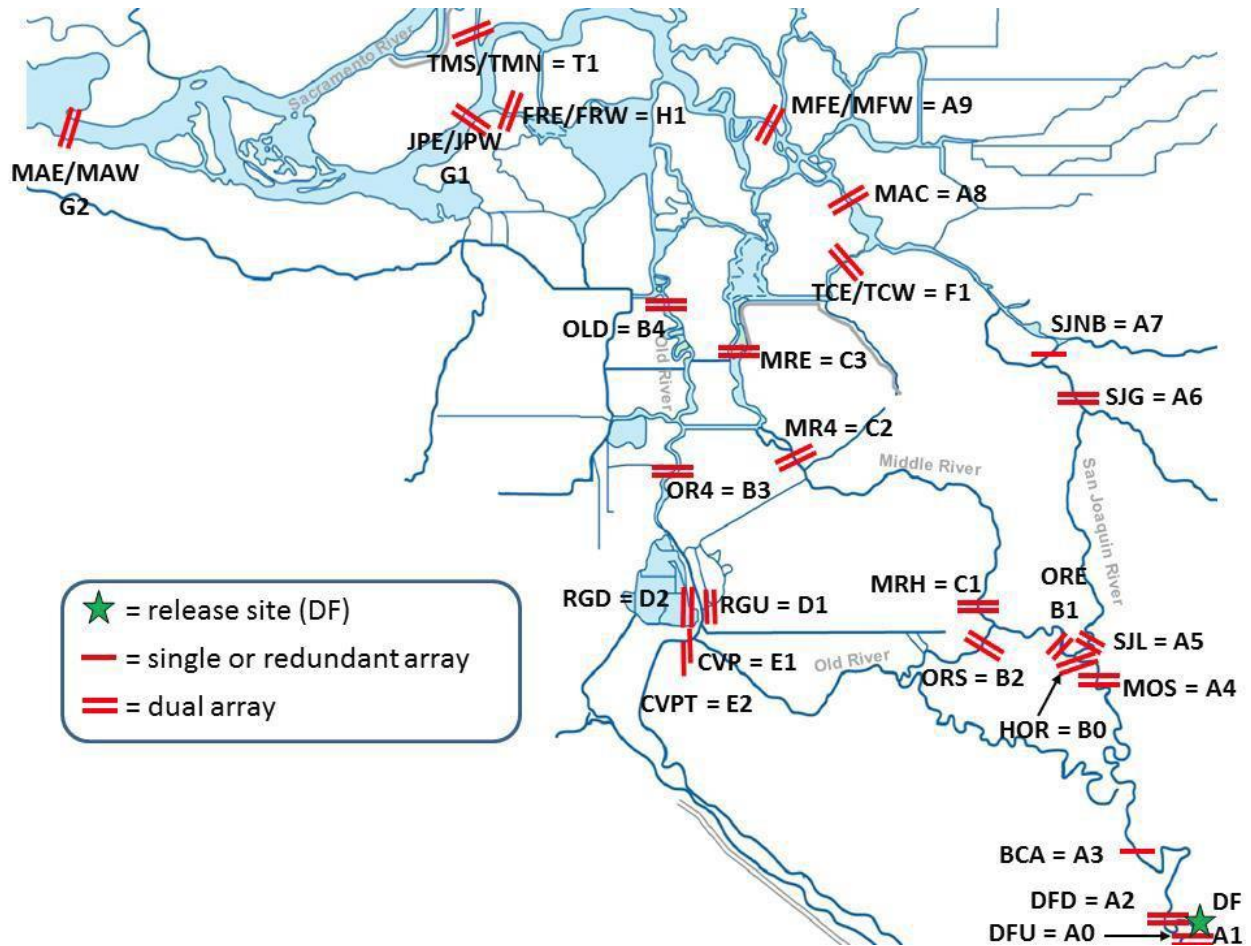 Sacramento River
TMS/TMN = T1
MFE/MFW = A9
FRE/FRW = H1
JPE/JPW
G1
MAE/MAW
G2
MAC = A8
TCE/TCW = F1
OLD = B4
Old River
SJNB = A7
MRE = C3
SJG = A6
MR4 = C2
Middle River
OR4 = B3
San Joaquin River
RGD = D2
RGU = D1
MRH = C1
ORE
B1
SJL = A5
CVP = E1
Old River
ORS = B2
MOS = A4
CVPT = E2
HOR = B0
= release site (DF)
= single or redundant array
= dual array
BCA = A3
DFD = A2
DF
DFU = A0
A1